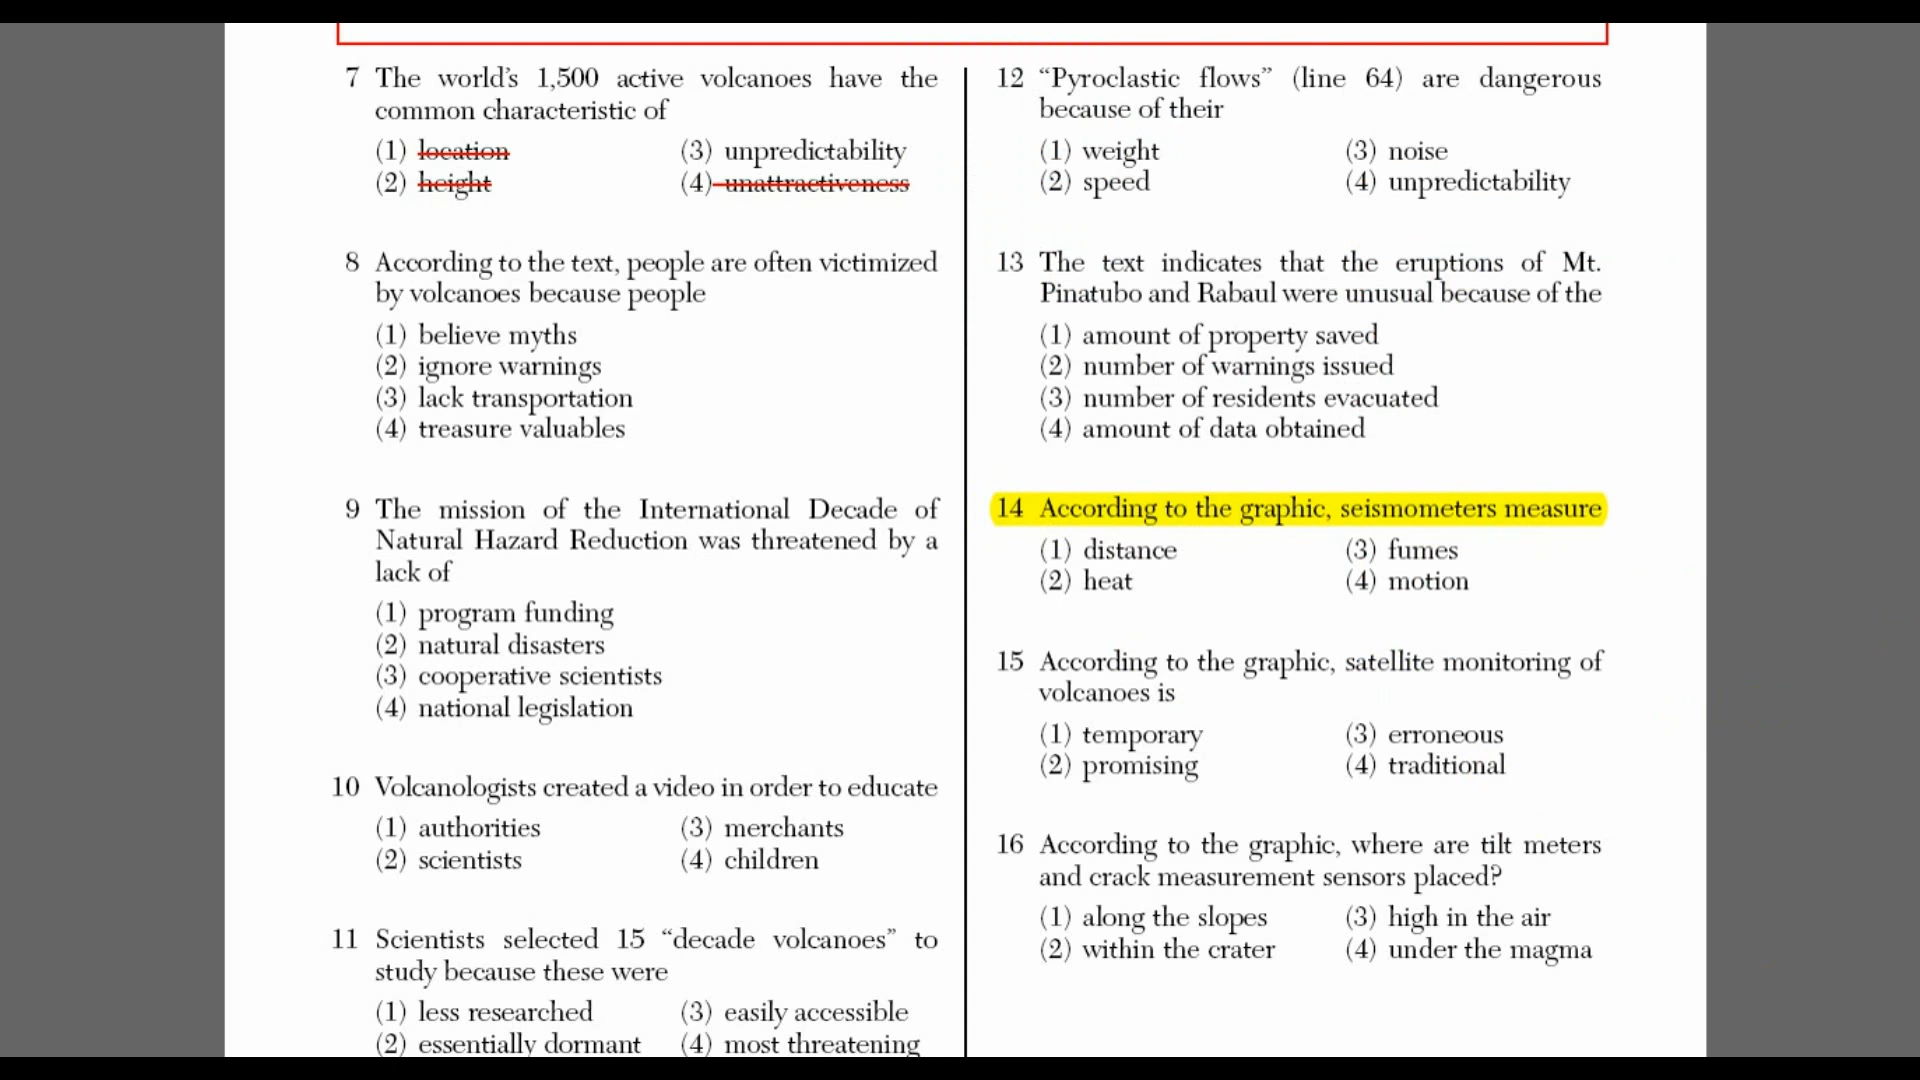 7 The world's 1,500 active volcanoes have the
common characteristic of
(1) location (3) unpredictability
(2) height (4) unattractiveness
8 According to the text, people are often victimized
by volcanoes because people
(1) believe myths
(2) ignore warnings
(3) lack transportation
(4) treasure valuables
9 The mission of the International Decade of
Natural Hazard Reduction was threatened by a
lack of
(1) program funding
(2) natural disasters
(3) cooperative scientists
(4) national legislation
10 Volcanologists created a video in order to educate
(1) authorities (3) merchants
(2) scientists (4) children
11 Scientists selected 15 “decade volcanoes” to
study because these were
(1) less researched (3) easily accessible
(2) essentially dormant (4) most threatening
12 “Pyroclastic flows” (line 64) are dangerous
because of their
(1) weight (3) noise
(2) speed (4) unpredictability
13 The text indicates that the eruptions of Mt.
Pinatubo and Rabaul were unusual because of the
(1) amount of property saved
(2) number of warnings issued
(3) number of residents evacuated
(4) amount of data obtained
14 According to the graphic, seismometers measure
(1) distance (3) fumes
(2) heat (4) motion
15 According to the graphic, satellite monitoring of
volcanoes is
(1) temporary (3) erroneous
(2) promising (4) traditional
16 According to the graphic, where are tilt meters
and crack measurement sensors placed?
(1) along the slopes (3) high in the air
(2) within the crater (4) under the magma